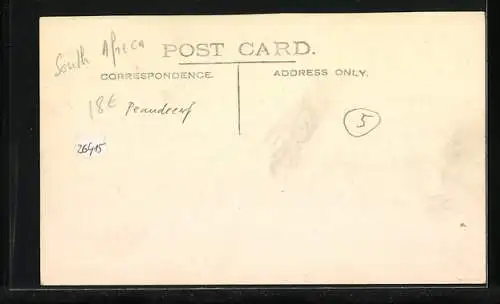 South Africa
POST CARD.
CORRESPONDENCE.
ADDRESS ONLY.
18€
5
26415